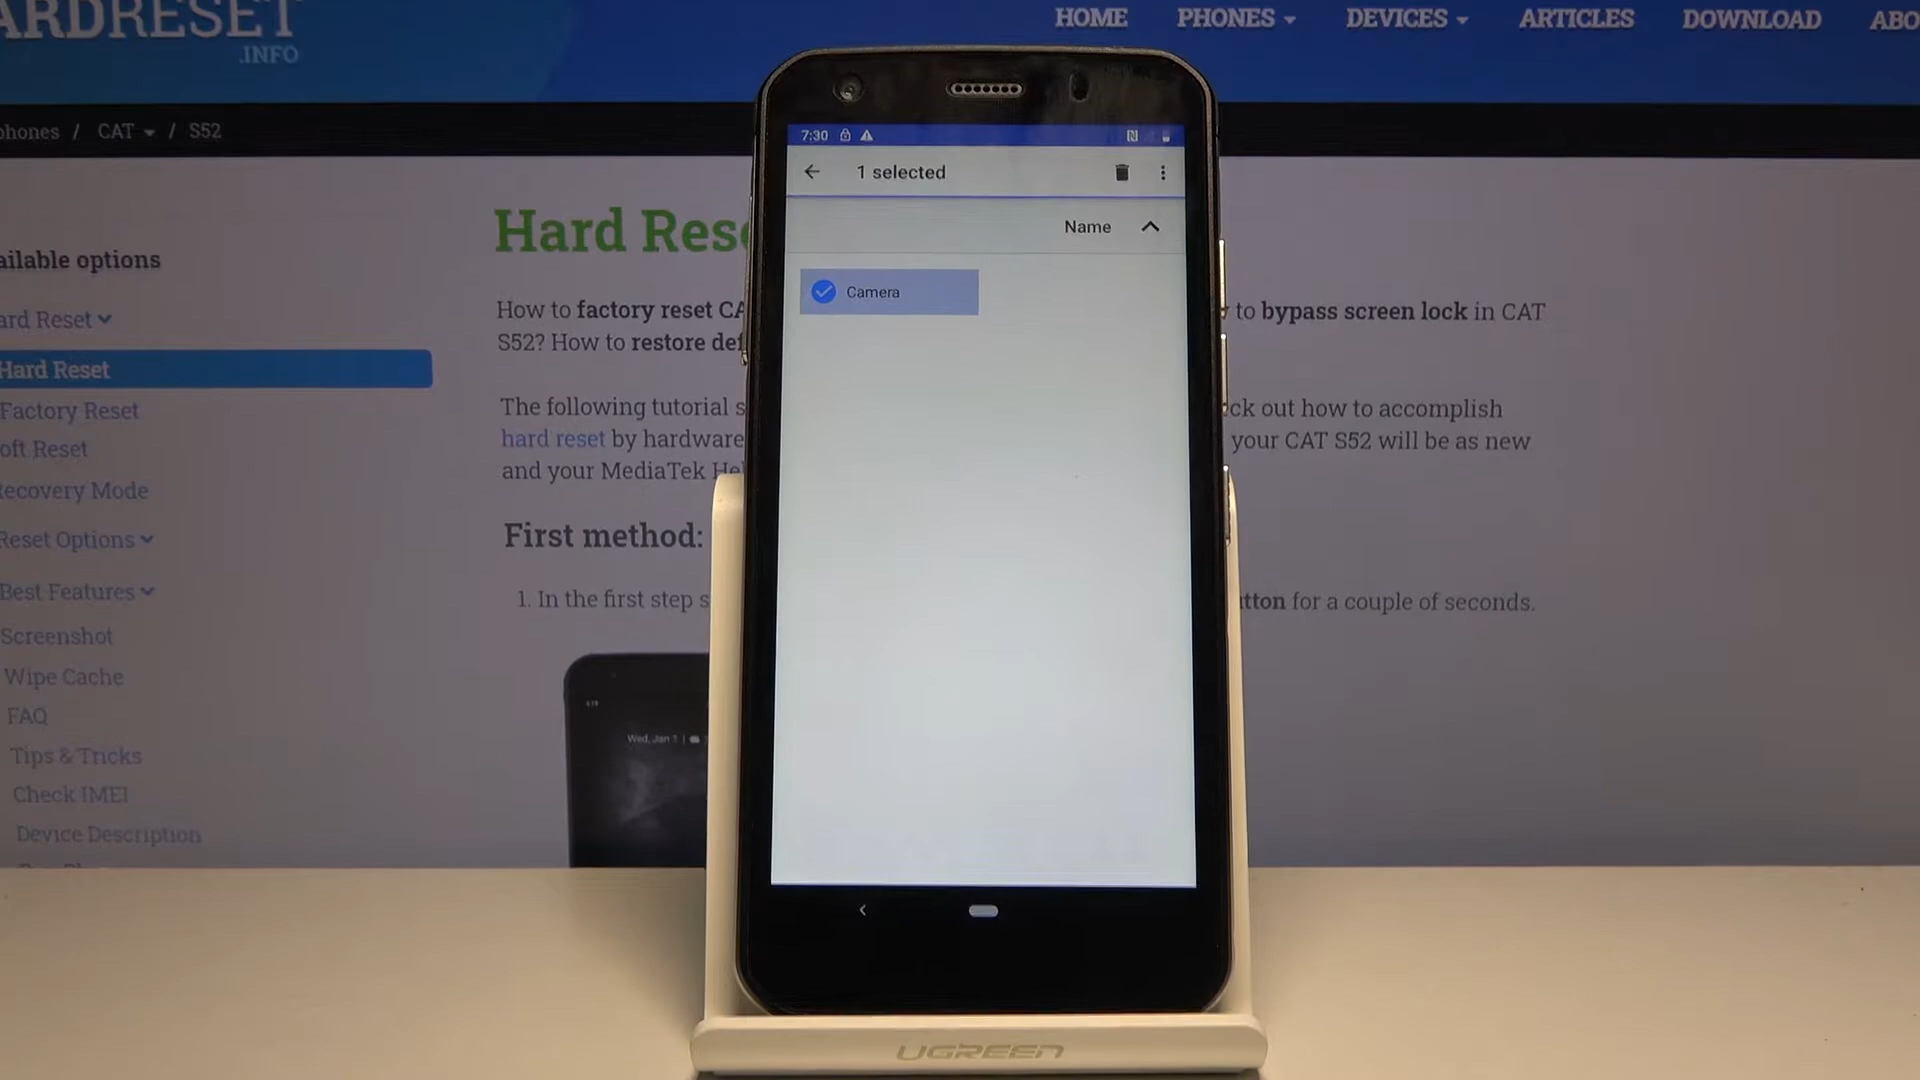 ARDRESET
.INFO
HOME PHONES DEVICES ARTICLES DOWNLOAD ABO
phones / CAT / S52
7:30
1 selected
Name
Camera
ailable options
ard Reset
Hard Reset
Factory Reset
oft Reset
Recovery Mode
Reset Options
Best Features
Screenshot
Wipe Cache
FAQ
Tips & Tricks
Check IMEI
Device Description
Hard Rese
How to factory reset CA to bypass screen lock in CAT
S52? How to restore def
The following tutorial s ck out how to accomplish
hard reset by hardware your CAT S52 will be as new
and your MediaTek Hel
First method:
1. In the first step s tton for a couple of seconds.
Wed, Jan 1
UGREEN